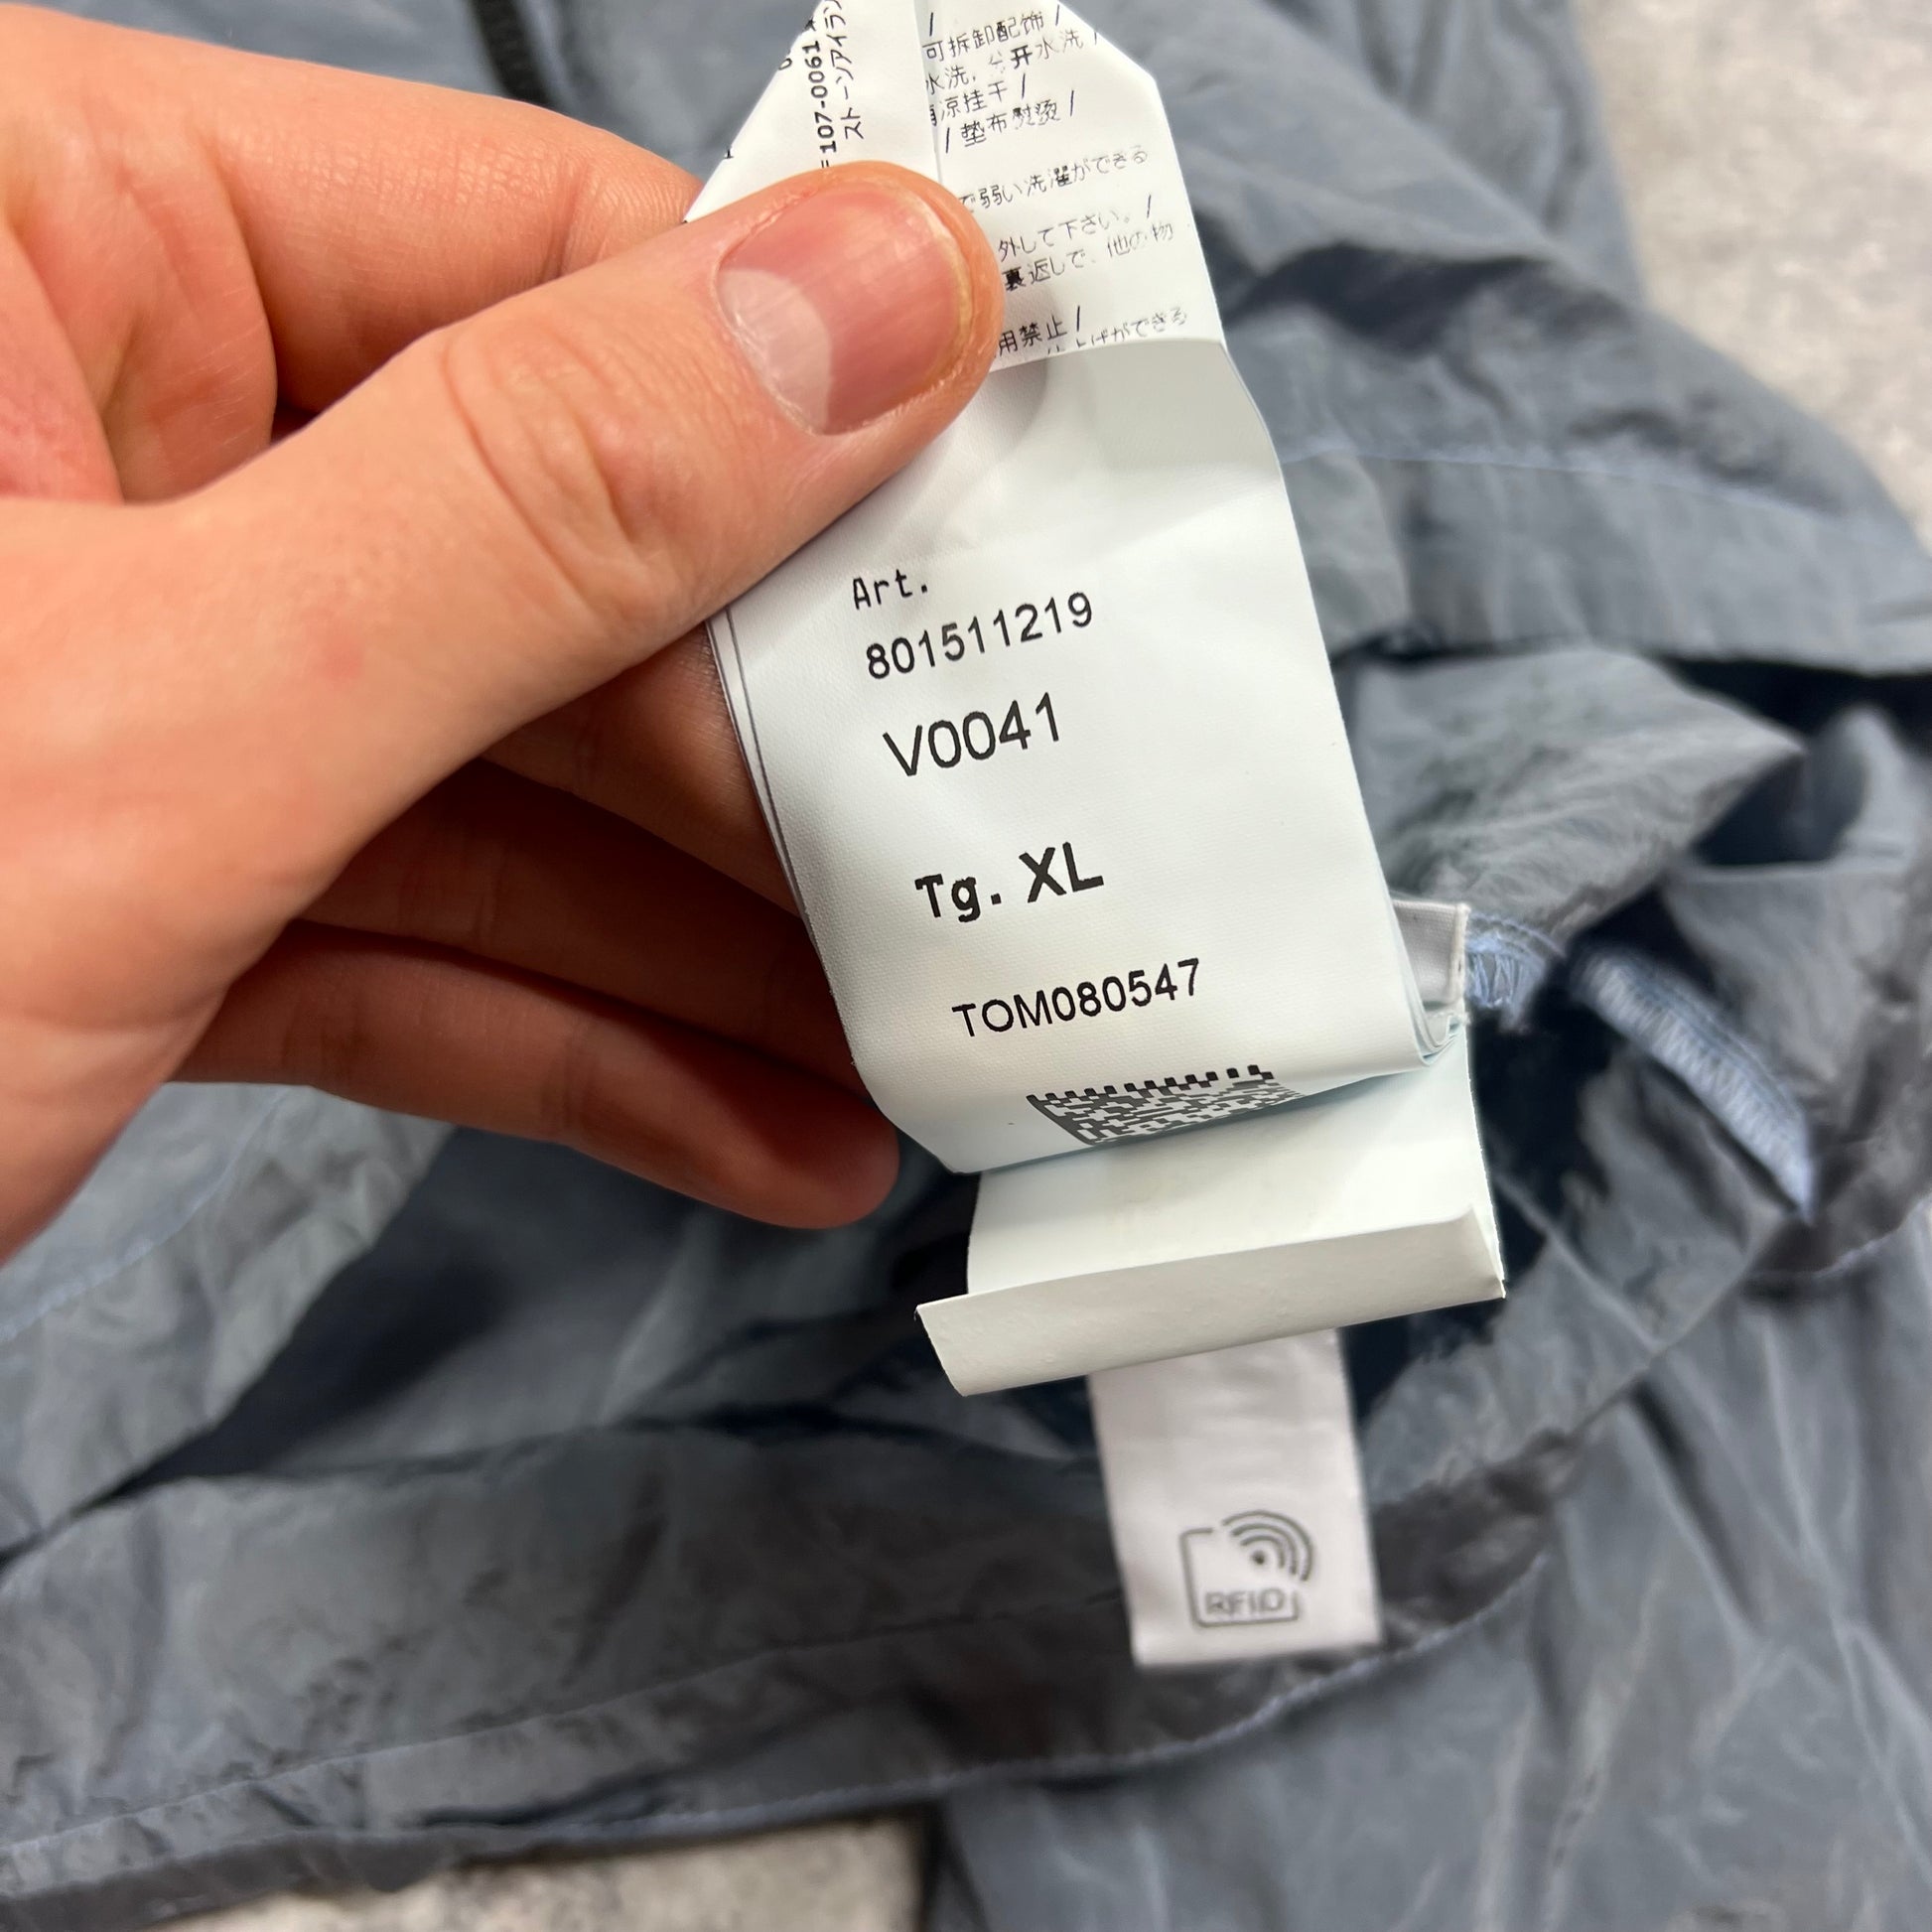 107-0061
ストーンアイラン
可拆卸配饰 /
水洗, 分开水洗 /
凉挂干 /
/ 垫布熨烫 /
で弱い洗濯ができる
外して下さい。 /
裏返しで、他の物
用禁止 /
上げができる
Art.
801511219
V0041
Tg. XL
TOM080547
RFID